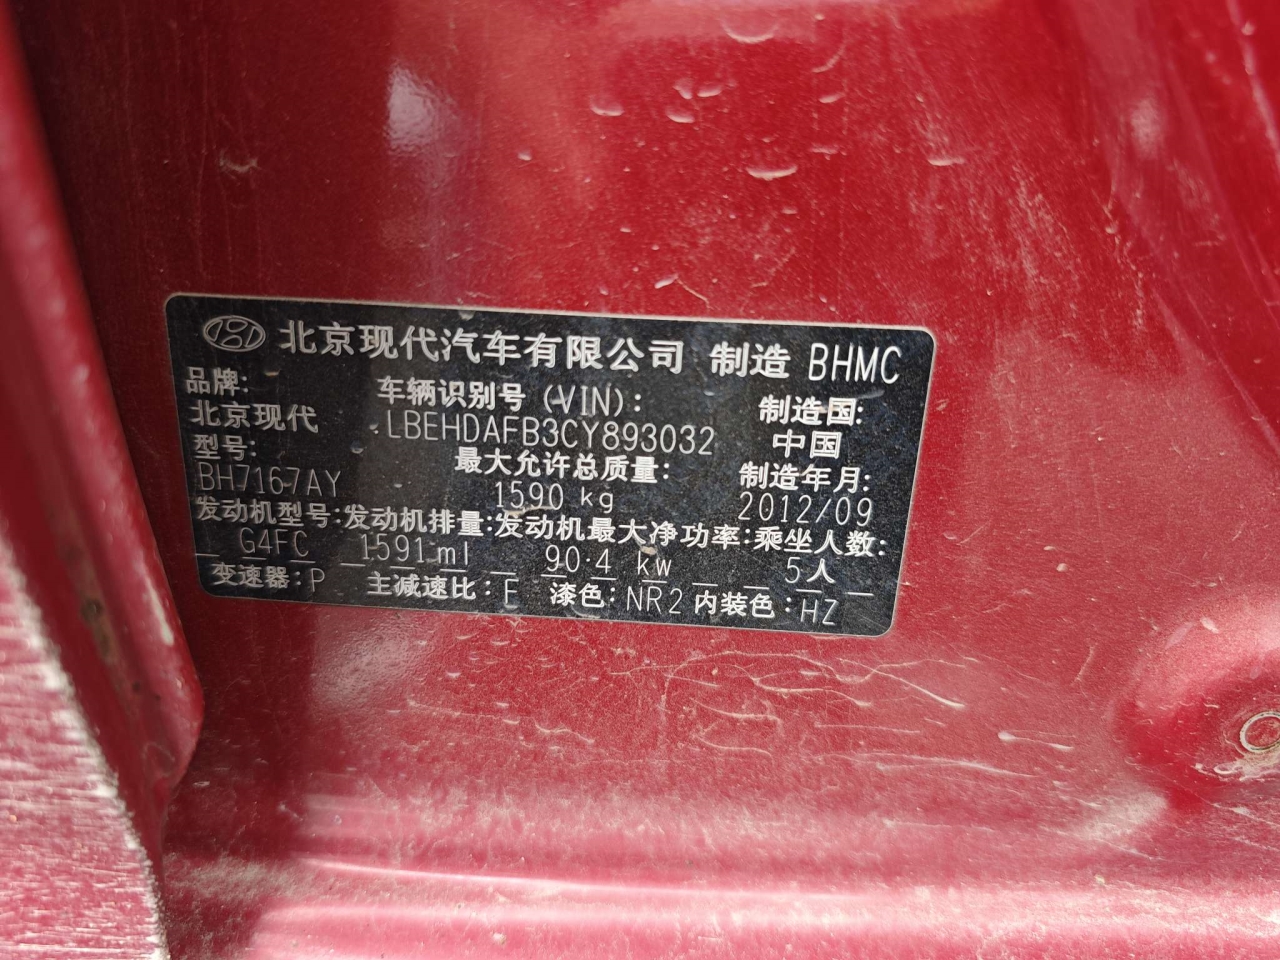 北京现代汽车有限公司 制造 BHMC
品牌: 车辆识别号 (VIN): 制造国:
北京现代 LBEHDAFB3CY893032 中国
型号: 最大允许总质量: 制造年月:
BH7167AY 1590 kg 2012/09
发动机型号: 发动机排量: 发动机最大净功率: 乘坐人数:
G4FC 1591 ml 90.4 kw 5人
变速器: P 主减速比: E 漆色: NR2 内装色: HZ